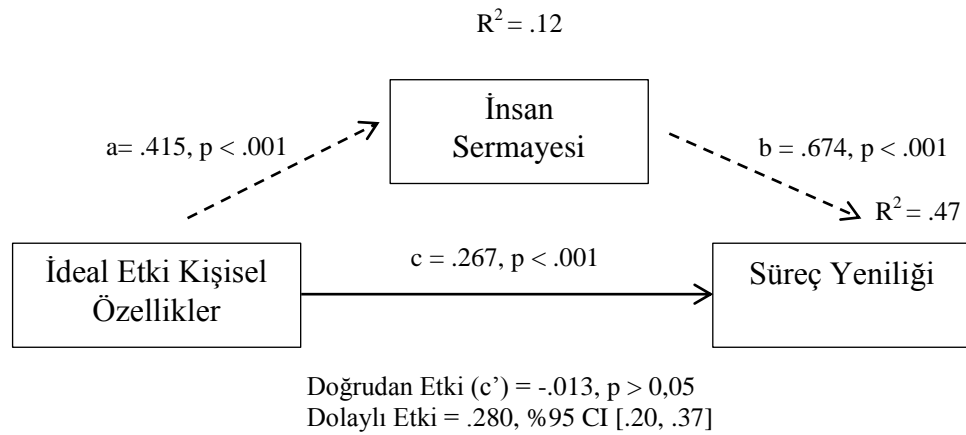 R² = .12
İnsan
Sermayesi
a= .415, p < .001
b = .674, p < .001
R² = .47
İdeal Etki Kişisel
Özellikler
c = .267, p < .001
Süreç Yeniliği
Doğrudan Etki (c’) = -.013, p > 0,05
Dolaylı Etki = .280, %95 CI [.20, .37]